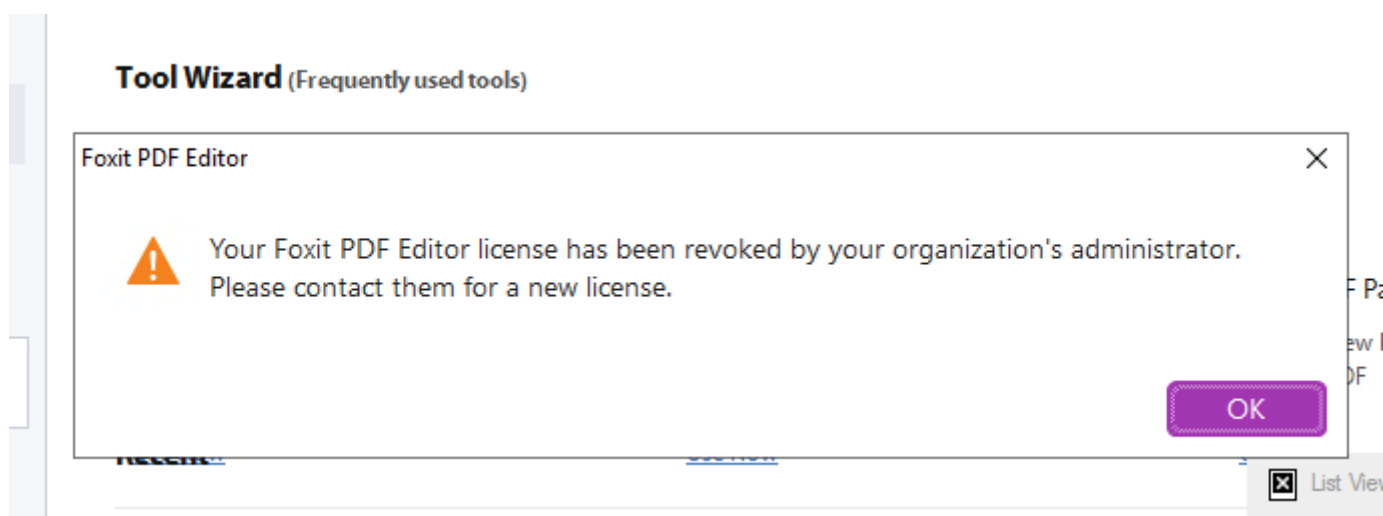 Tool Wizard (Frequently used tools)
Foxit PDF Editor
Your Foxit PDF Editor license has been revoked by your organization's administrator.
Please contact them for a new license.
OK
Recent
List View